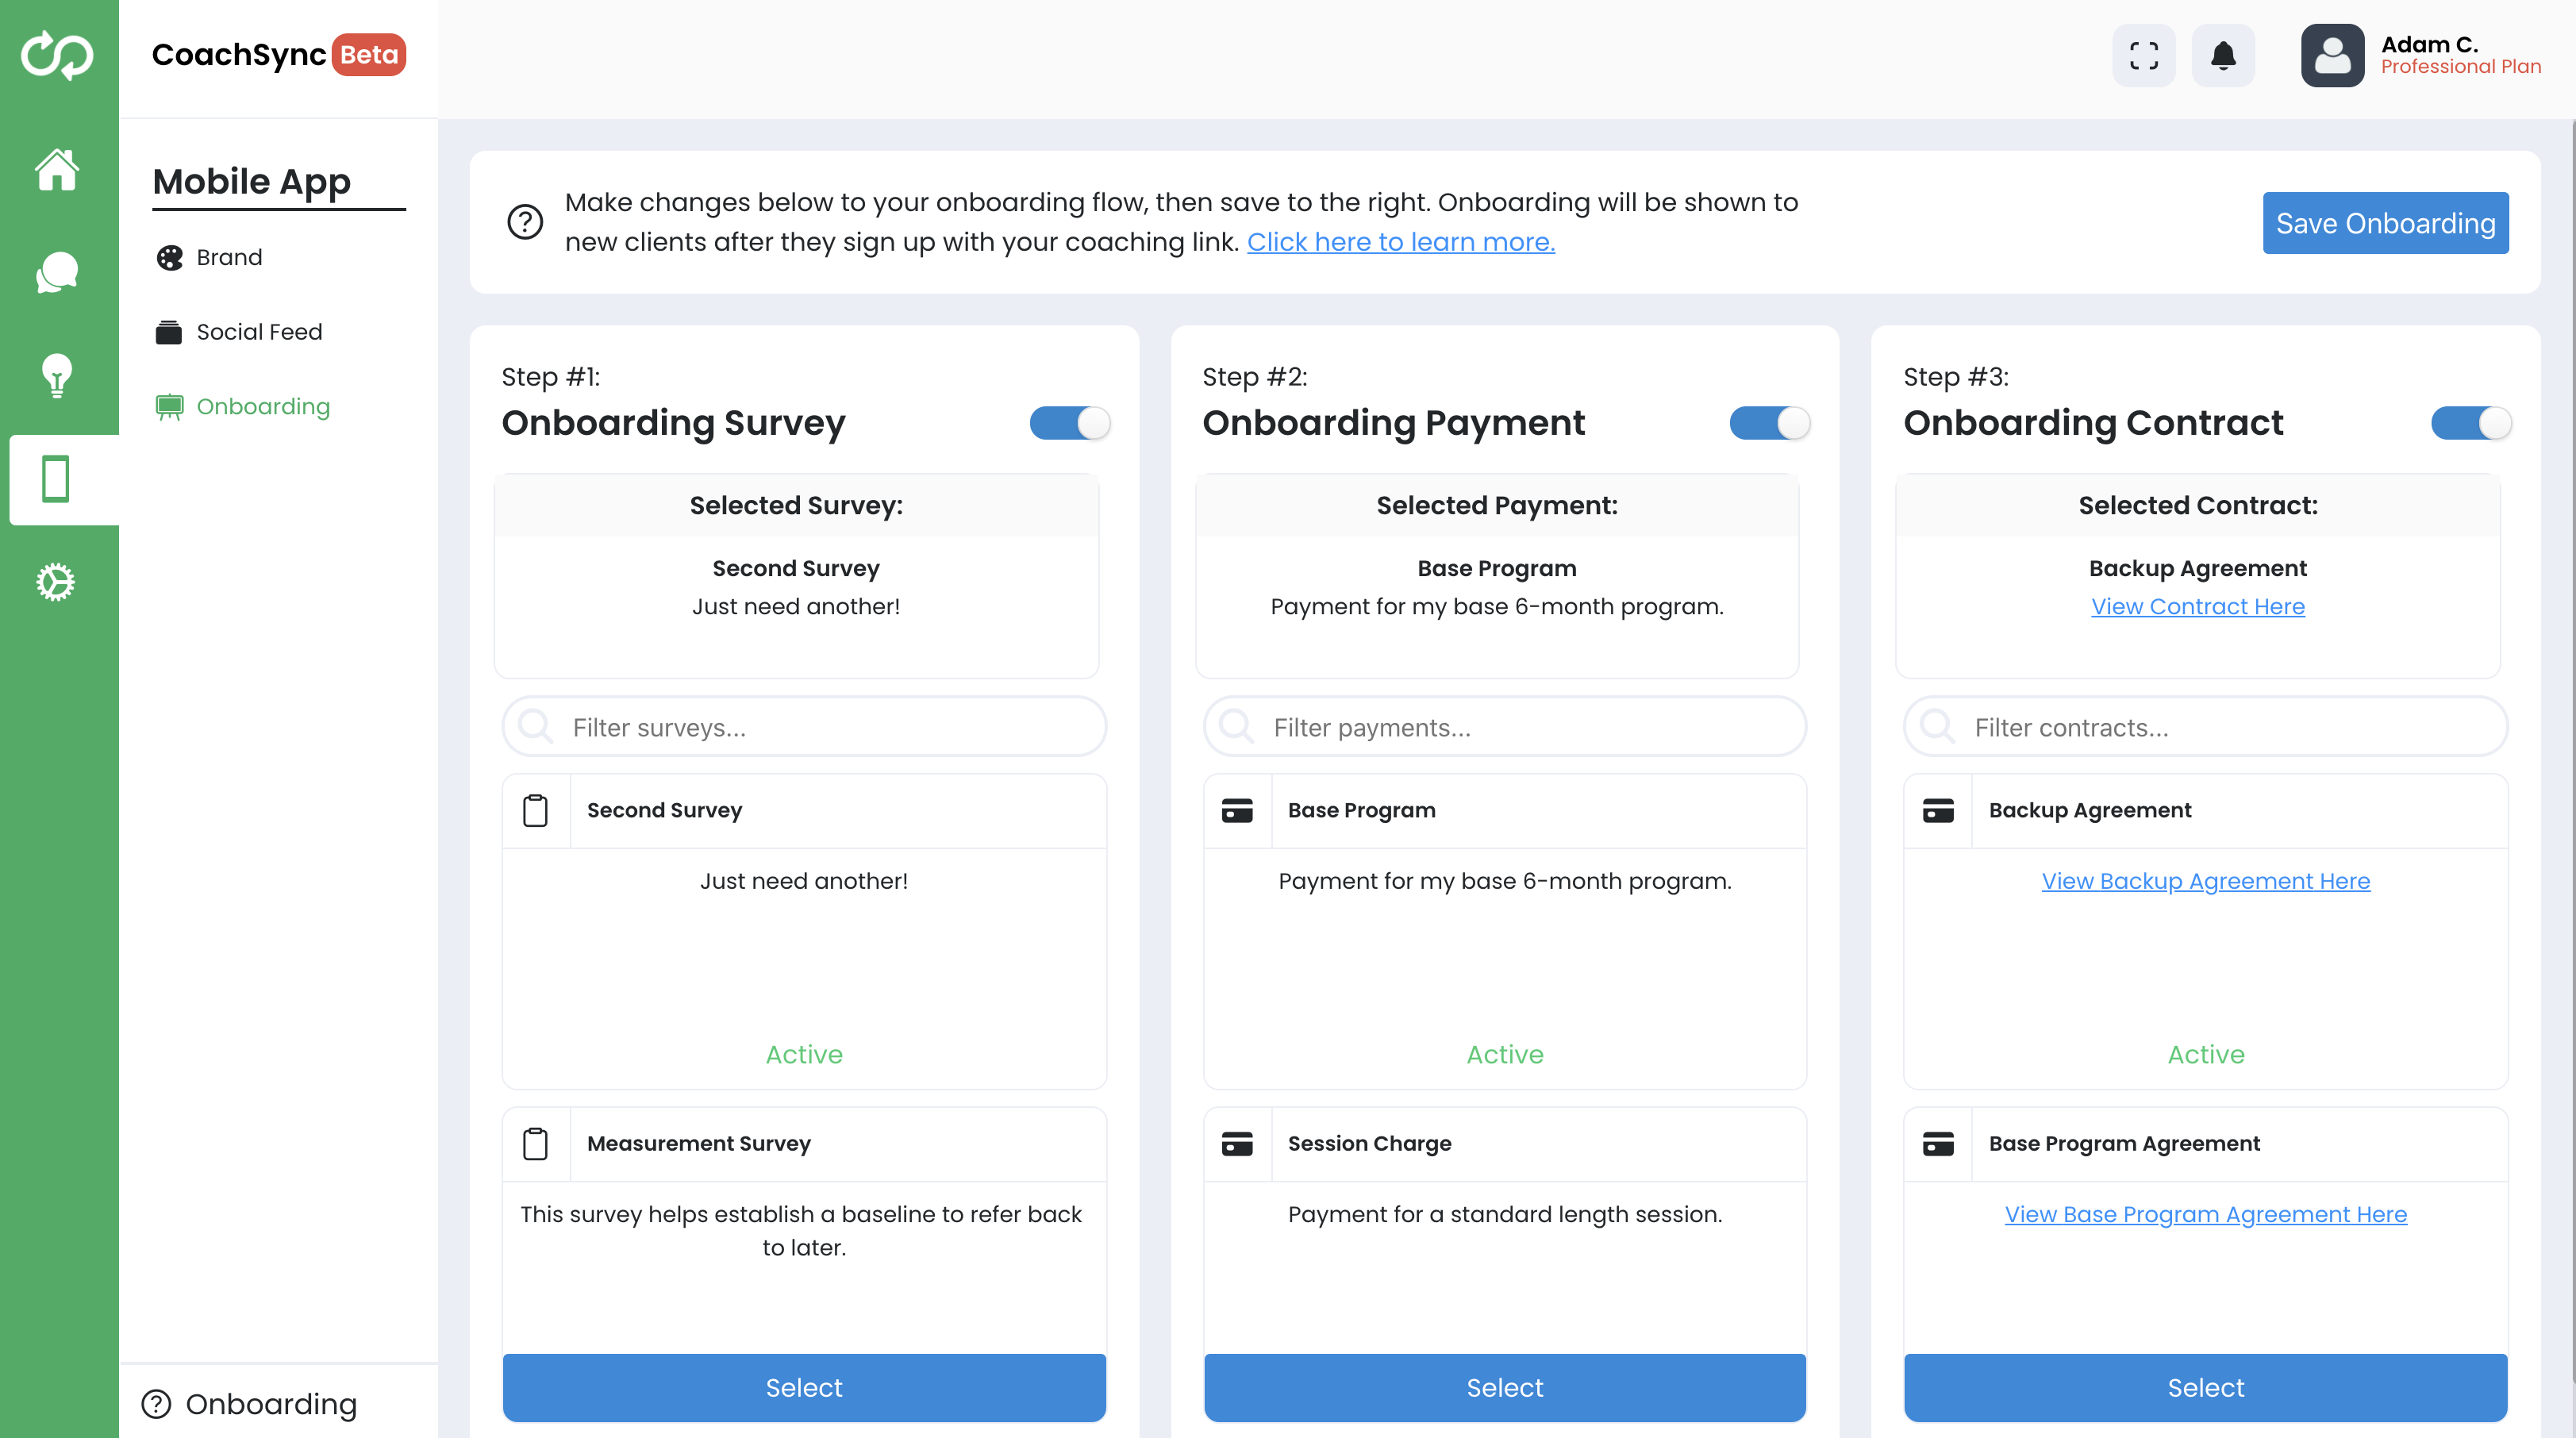 CoachSync Beta
Adam C.
Professional Plan
Mobile App
Brand
Social Feed
Onboarding
Onboarding
Make changes below to your onboarding flow, then save to the right. Onboarding will be shown to
new clients after they sign up with your coaching link. Click here to learn more.
Save Onboarding
Step #1:
Onboarding Survey
Selected Survey:
Second Survey
Just need another!
Filter surveys...
Second Survey
Just need another!
Active
Measurement Survey
This survey helps establish a baseline to refer back
to later.
Select
Step #2:
Onboarding Payment
Selected Payment:
Base Program
Payment for my base 6-month program.
Filter payments...
Base Program
Payment for my base 6-month program.
Active
Session Charge
Payment for a standard length session.
Select
Step #3:
Onboarding Contract
Selected Contract:
Backup Agreement
View Contract Here
Filter contracts...
Backup Agreement
View Backup Agreement Here
Active
Base Program Agreement
View Base Program Agreement Here
Select